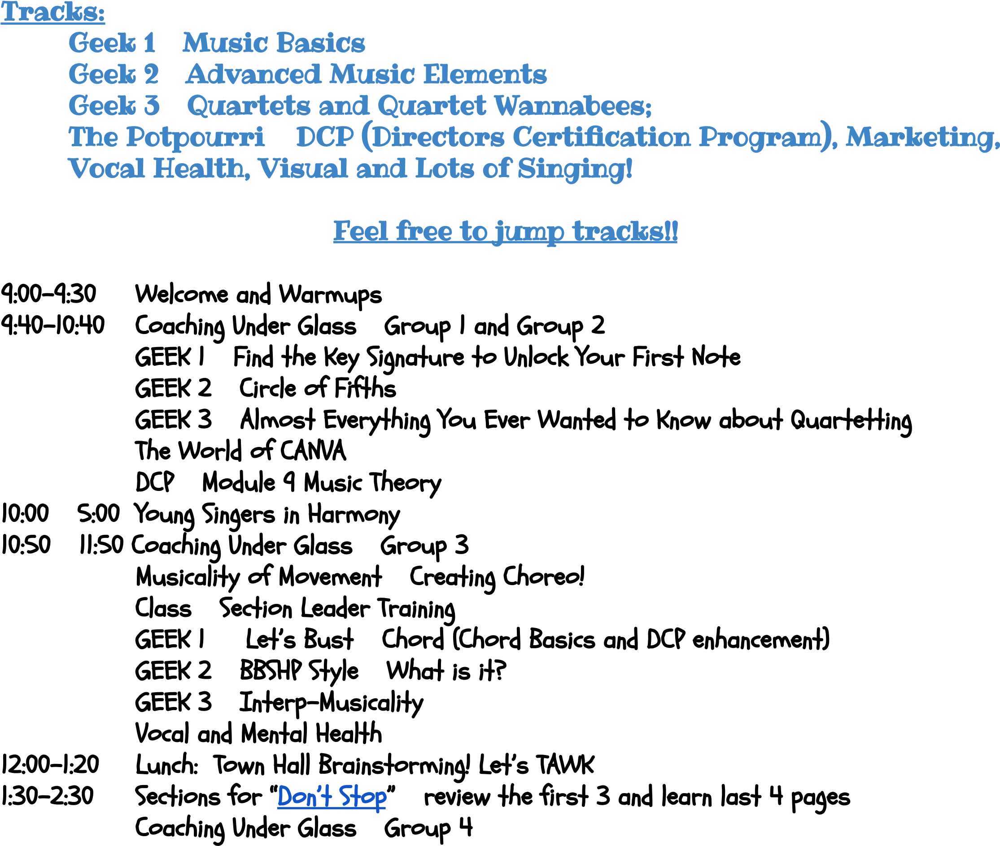 Tracks:
Geek 1 Music Basics
Geek 2 Advanced Music Elements
Geek 3 Quartets and Quartet Wannabees;
The Potpourri DCP (Directors Certification Program), Marketing,
Vocal Health, Visual and Lots of Singing!
Feel free to jump tracks!!
9:00-9:30 Welcome and Warmups
9:40-10:40 Coaching Under Glass Group 1 and Group 2
GEEK 1 Find the Key Signature to Unlock Your First Note
GEEK 2 Circle of Fifths
GEEK 3 Almost Everything You Ever Wanted to Know about Quartetting
The World of CANVA
DCP Module 9 Music Theory
10:00 5:00 Young Singers in Harmony
10:50 11:50 Coaching Under Glass Group 3
Musicality of Movement Creating Choreo!
Class Section Leader Training
GEEK 1 Let's Bust Chord (Chord Basics and DCP enhancement)
GEEK 2 BBSHP Style What is it?
GEEK 3 Interp-Musicality
Vocal and Mental Health
12:00-1:20 Lunch: Town Hall Brainstorming! Let's TAWK
1:30-2:30 Sections for “Don't Stop” review the first 3 and learn last 4 pages
Coaching Under Glass Group 4